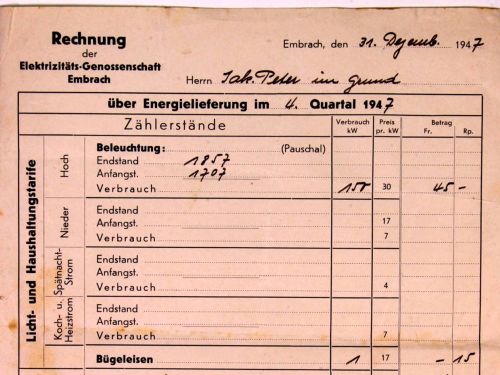 Rechnung
der
Elektrizitäts-Genossenschaft
Embrach
Embrach, den 31. Dezemb. 1947
Herrn Jak. Peter im Grund
über Energielieferung im 4. Quartal 1947
Zählerstände
Verbrauch kW
Preis pr. kW
Betrag
Fr. Rp.
Licht- und Haushaltungstarife
Hoch
Beleuchtung: (Pauschal)
Endstand 1857
Anfangst. 1707
Verbrauch 150 30 45 -
Nieder
Endstand
Anfangst. 17
Verbrauch 7
Spätnacht-Strom
Endstand
Anfangst.
Verbrauch 4
Koch- u. Heizstrom
Endstand
Anfangst.
Verbrauch 7
Bügeleisen 1 17 - 15